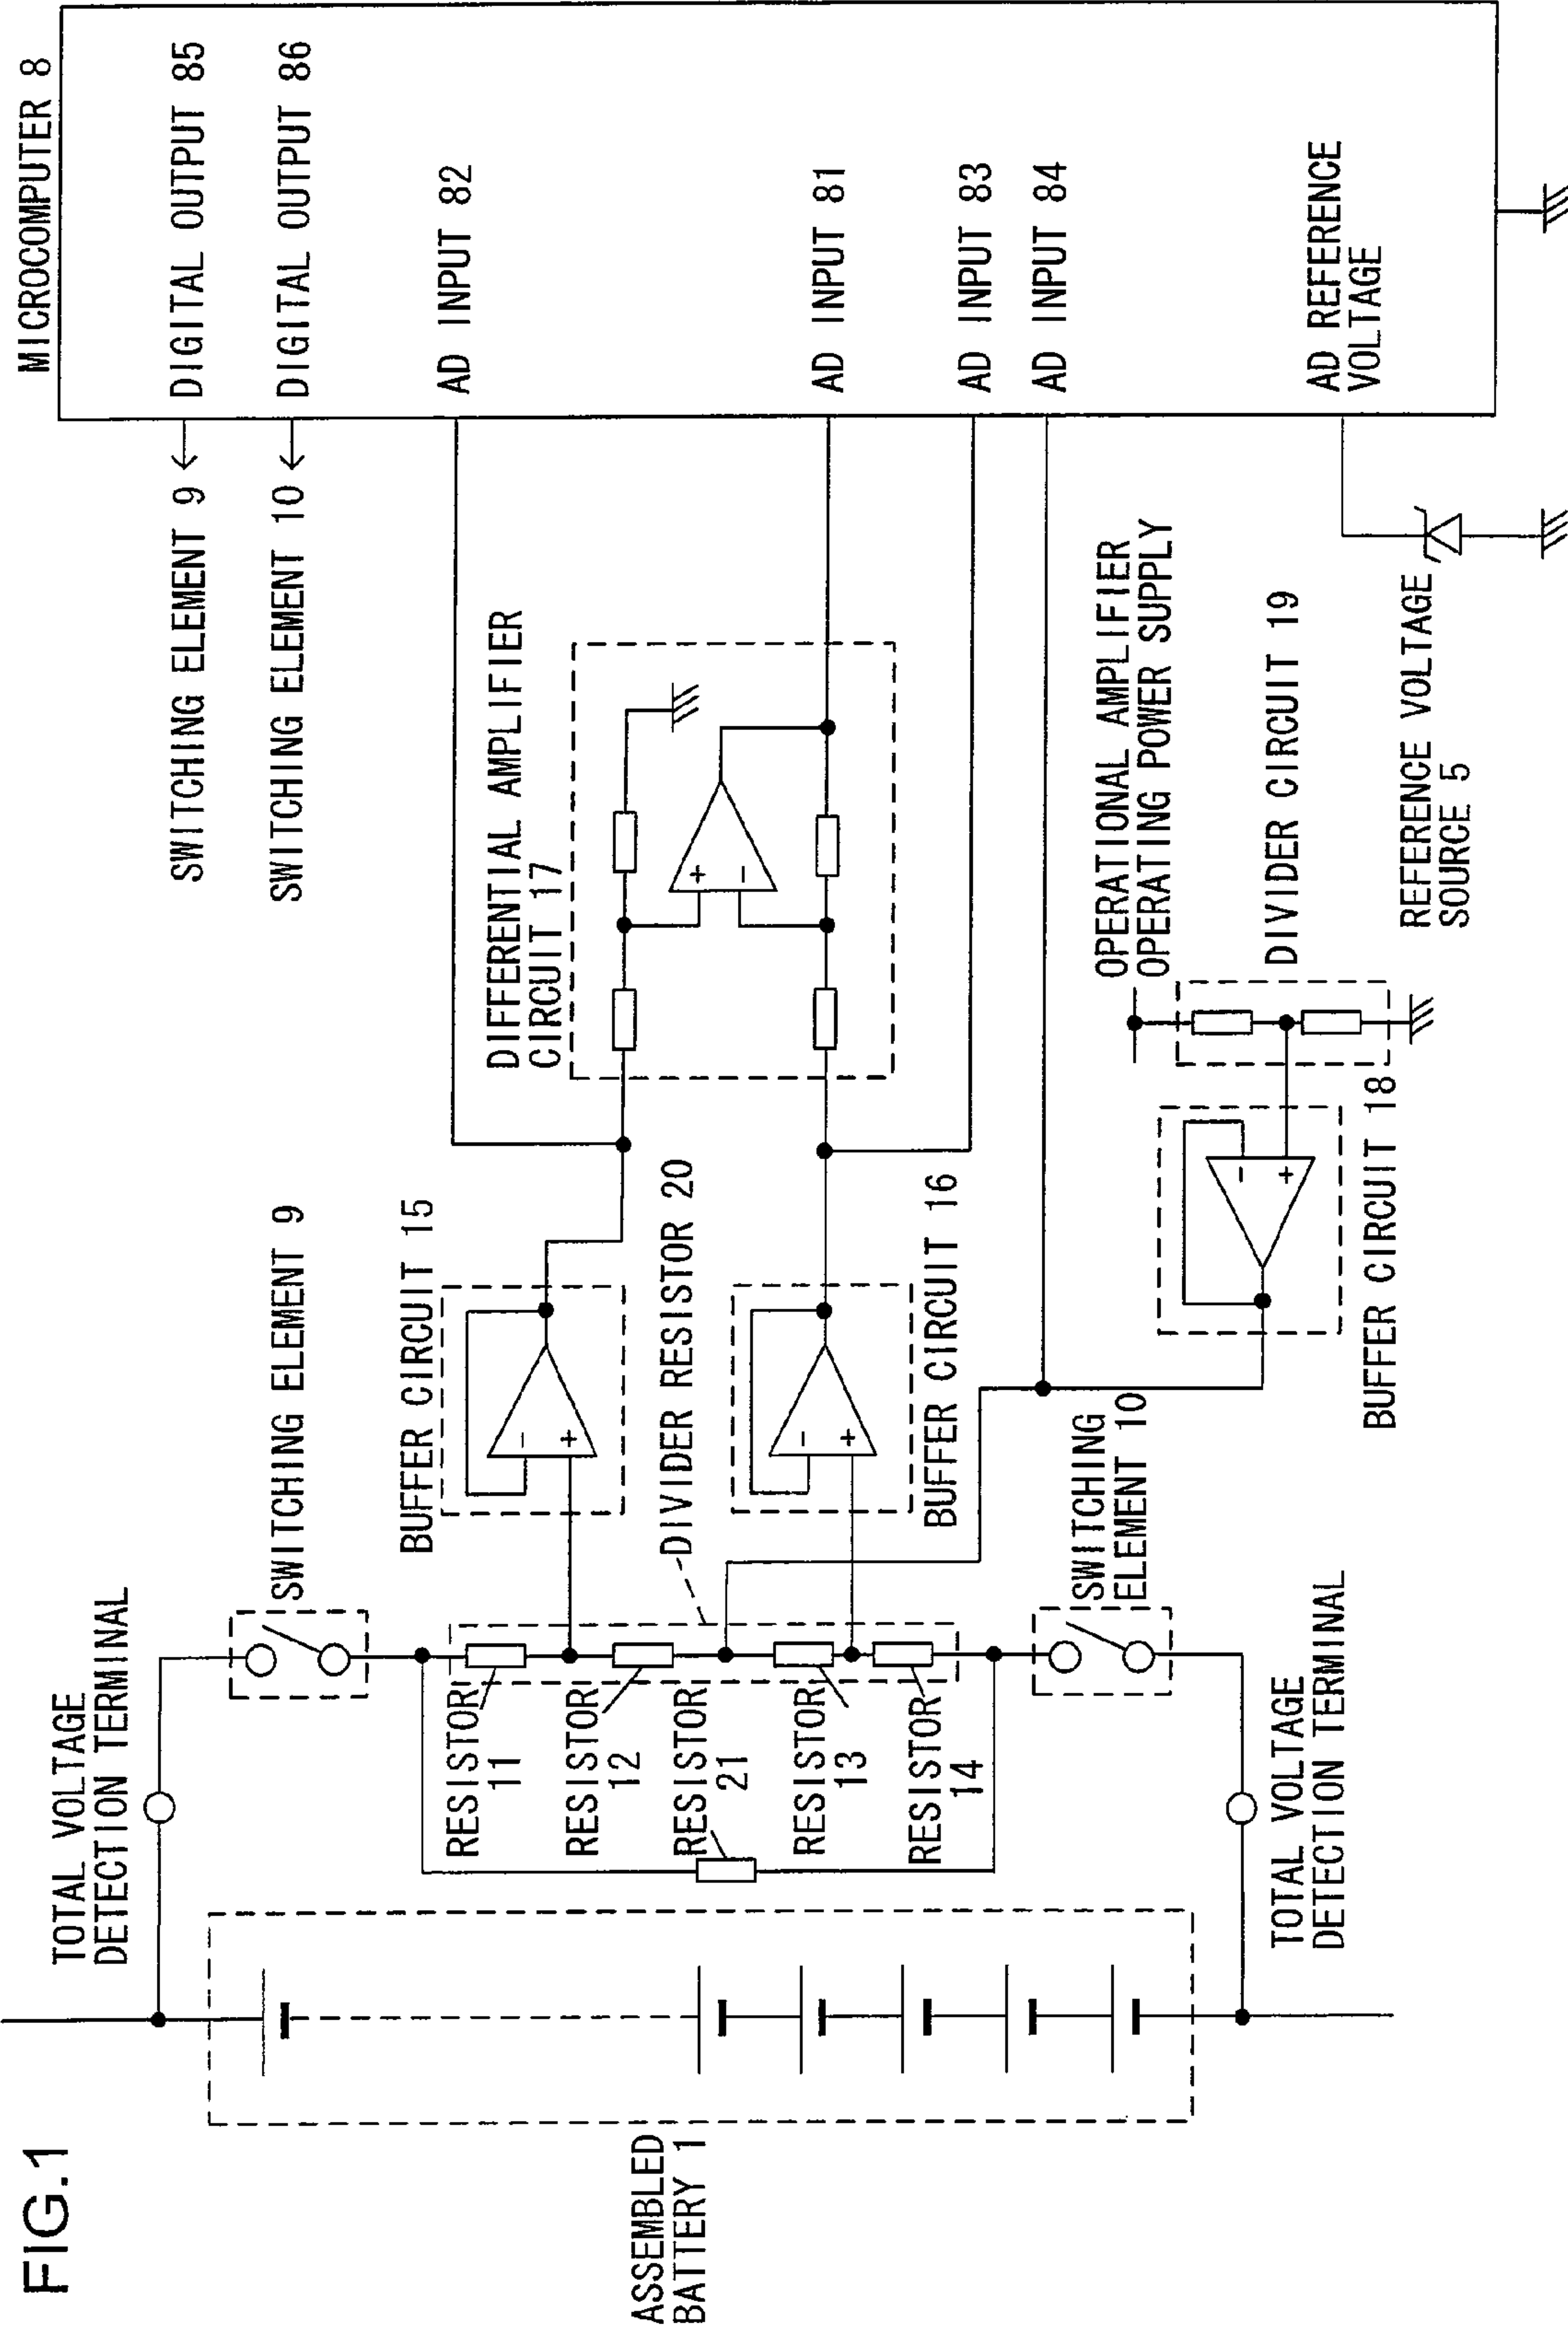 FIG.1
MICROCOMPUTER 8
SWITCHING ELEMENT 9
DIGITAL OUTPUT 85
SWITCHING ELEMENT 10
DIGITAL OUTPUT 86
TOTAL VOLTAGE
DETECTION TERMINAL
SWITCHING ELEMENT 9
BUFFER CIRCUIT 15
AD INPUT 82
DIFFERENTIAL AMPLIFIER
CIRCUIT 17
+
-
-
+
RESISTOR
11
RESISTOR
12
RESISTOR
21
RESISTOR
13
RESISTOR
14
ASSEMBLED
BATTERY 1
DIVIDER RESISTOR 20
AD INPUT 81
-
+
BUFFER CIRCUIT 16
AD INPUT 83
AD INPUT 84
SWITCHING
ELEMENT 10
OPERATIONAL AMPLIFIER
OPERATING POWER SUPPLY
-
+
DIVIDER CIRCUIT 19
TOTAL VOLTAGE
DETECTION TERMINAL
BUFFER CIRCUIT 18
AD REFERENCE
VOLTAGE
REFERENCE VOLTAGE
SOURCE 5